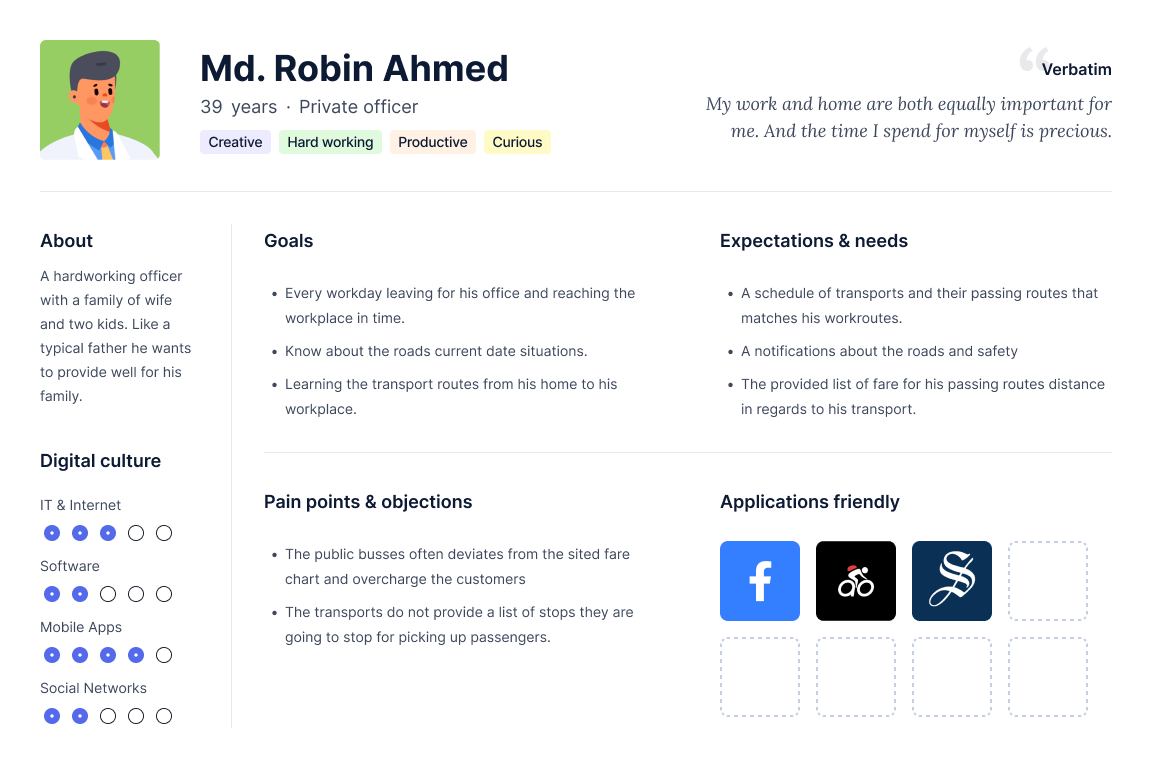 Md. Robin Ahmed
39 years · Private officer
Creative Hard working Productive Curious
“
Verbatim
My work and home are both equally important for
me. And the time I spend for myself is precious.
About
A hardworking officer
with a family of wife
and two kids. Like a
typical father he wants
to provide well for his
family.
Digital culture
IT & Internet
Software
Mobile Apps
Social Networks
Goals
• Every workday leaving for his office and reaching the
workplace in time.
• Know about the roads current date situations.
• Learning the transport routes from his home to his
workplace.
Expectations & needs
• A schedule of transports and their passing routes that
matches his workroutes.
• A notifications about the roads and safety
• The provided list of fare for his passing routes distance
in regards to his transport.
Pain points & objections
• The public busses often deviates from the sited fare
chart and overcharge the customers
• The transports do not provide a list of stops they are
going to stop for picking up passengers.
Applications friendly
f
S